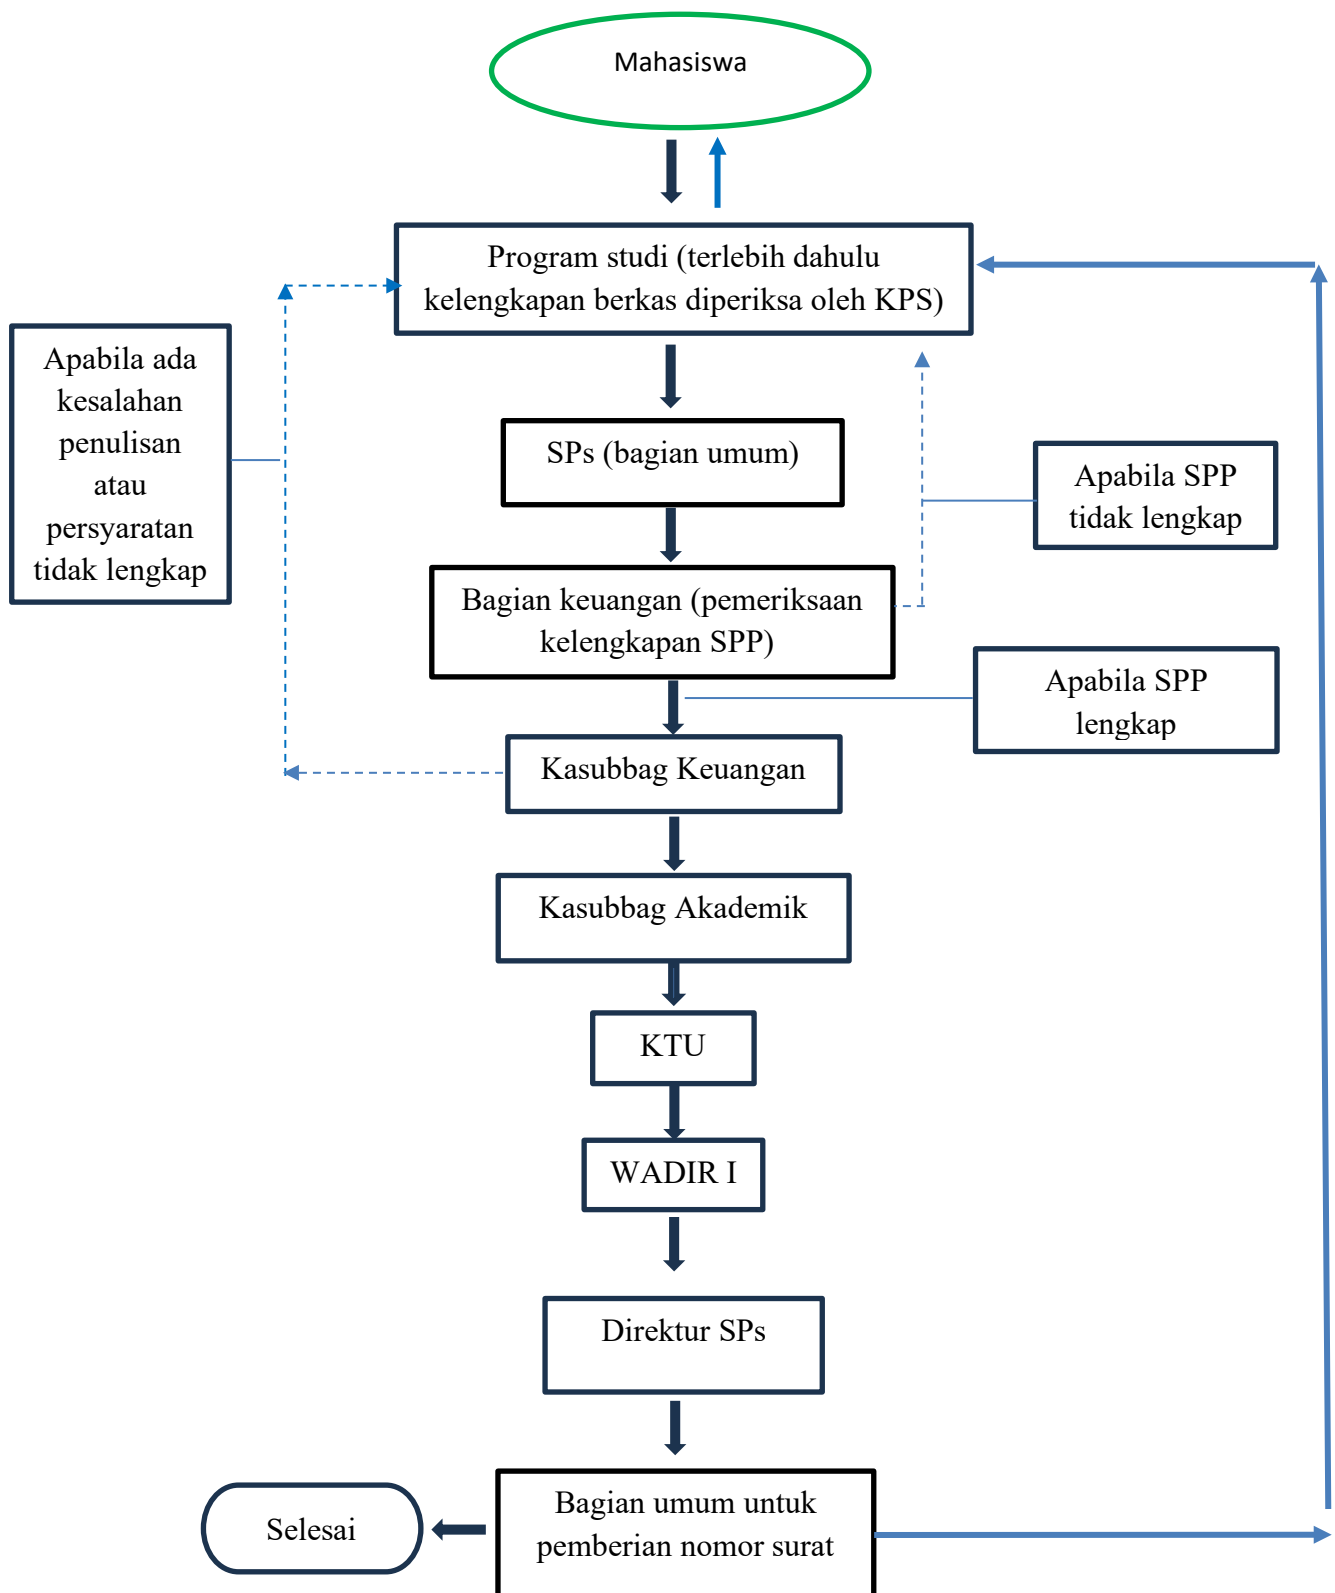 Mahasiswa
Program studi (terlebih dahulu
kelengkapan berkas diperiksa oleh KPS)
Apabila ada
kesalahan
penulisan
atau
persyaratan
tidak lengkap
SPs (bagian umum)
Apabila SPP
tidak lengkap
Bagian keuangan (pemeriksaan
kelengkapan SPP)
Apabila SPP
lengkap
Kasubbag Keuangan
Kasubbag Akademik
KTU
WADIR I
Direktur SPs
Bagian umum untuk
pemberian nomor surat
Selesai